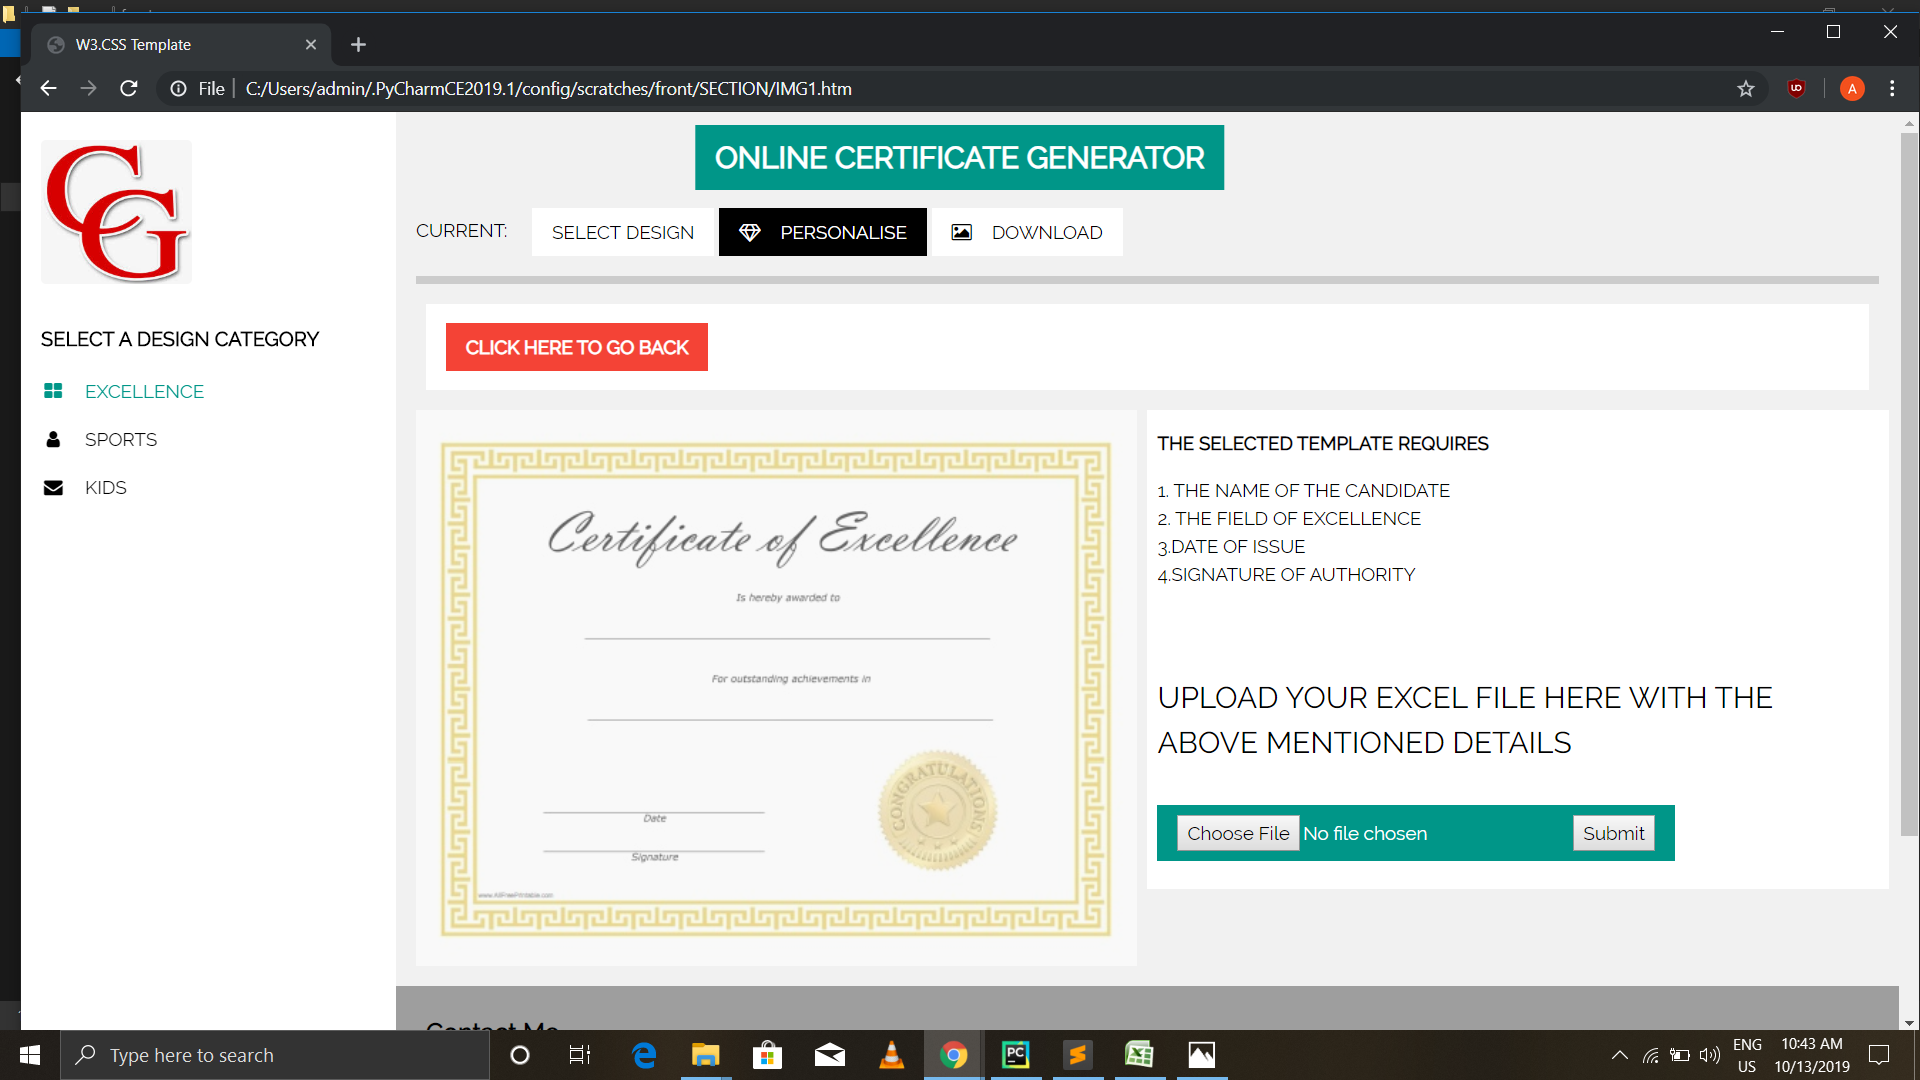 W3.CSS Template
File
C:/Users/admin/.PyCharmCE2019.1/config/scratches/front/SECTION/IMG1.htm
A
CG
ONLINE CERTIFICATE GENERATOR
CURRENT:
SELECT DESIGN
PERSONALISE
DOWNLOAD
SELECT A DESIGN CATEGORY
EXCELLENCE
SPORTS
KIDS
CLICK HERE TO GO BACK
Certificate of Excellence
Is hereby awarded to
For outstanding achievements in
CONGRATULATIONS
Date
Signature
www.AllFreePrintable.com
THE SELECTED TEMPLATE REQUIRES
1. THE NAME OF THE CANDIDATE
2. THE FIELD OF EXCELLENCE
3.DATE OF ISSUE
4.SIGNATURE OF AUTHORITY
UPLOAD YOUR EXCEL FILE HERE WITH THE
ABOVE MENTIONED DETAILS
Choose File No file chosen
Submit
Contact Me
Type here to search
PC
ENG
US
10:43 AM
10/13/2019